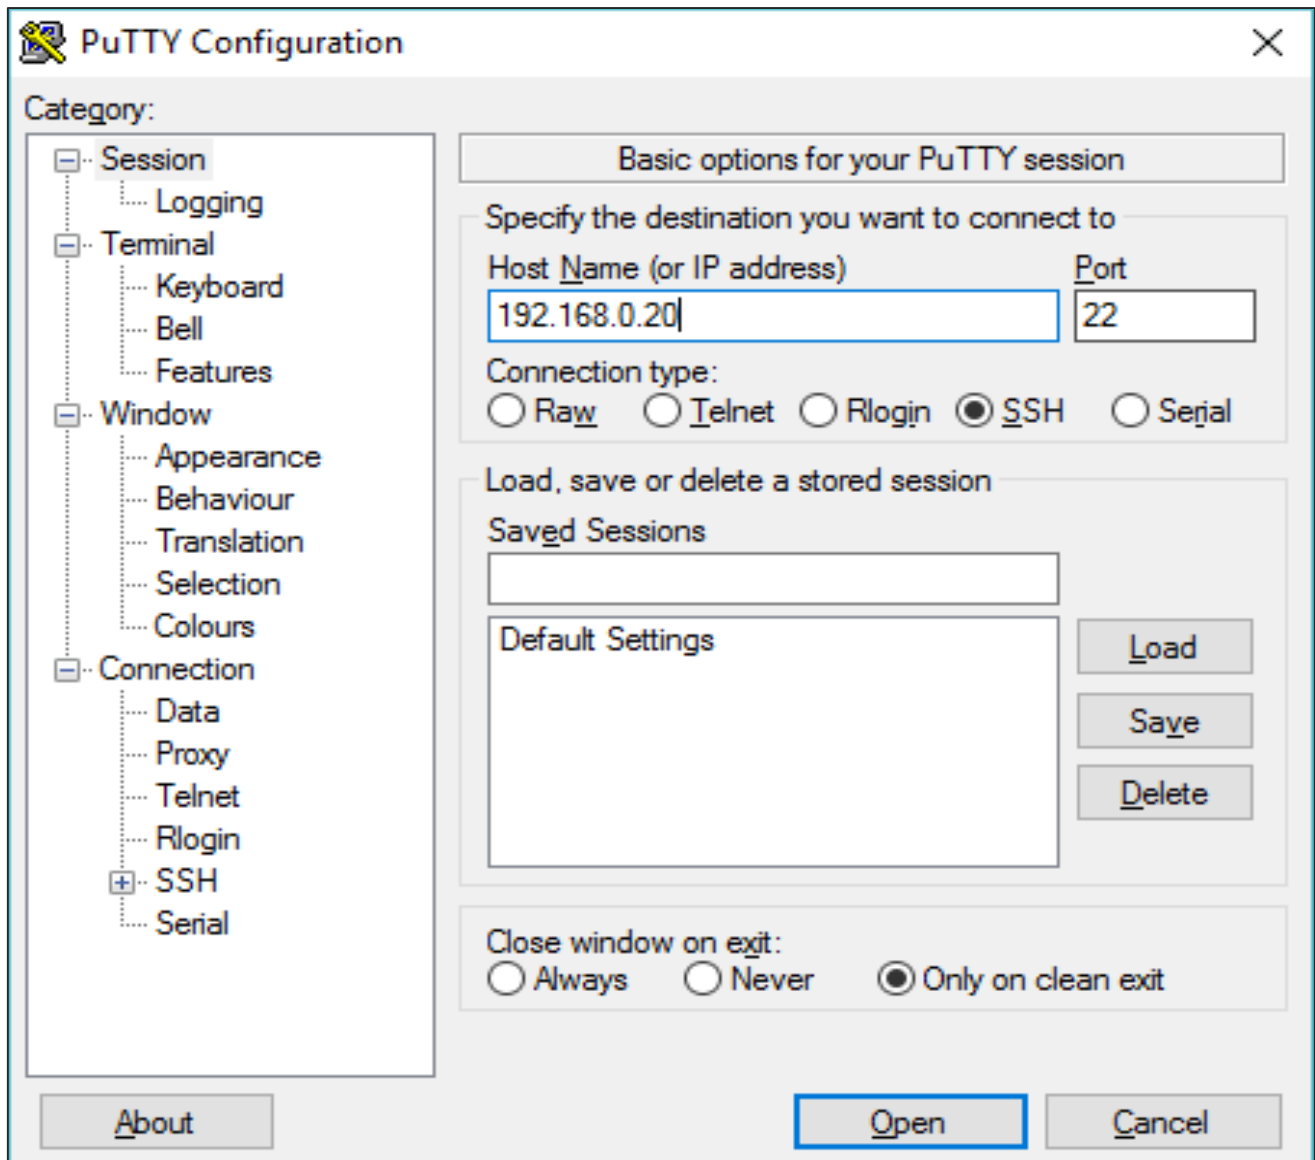 PuTTY Configuration
Category:
Session
Logging
Terminal
Keyboard
Bell
Features
Window
Appearance
Behaviour
Translation
Selection
Colours
Connection
Data
Proxy
Telnet
Rlogin
SSH
Serial
Basic options for your PuTTY session
Specify the destination you want to connect to
Host Name (or IP address) Port
192.168.0.20 22
Connection type:
Raw Telnet Rlogin SSH Serial
Load, save or delete a stored session
Saved Sessions
Default Settings
Load
Save
Delete
Close window on exit:
Always Never Only on clean exit
About Open Cancel